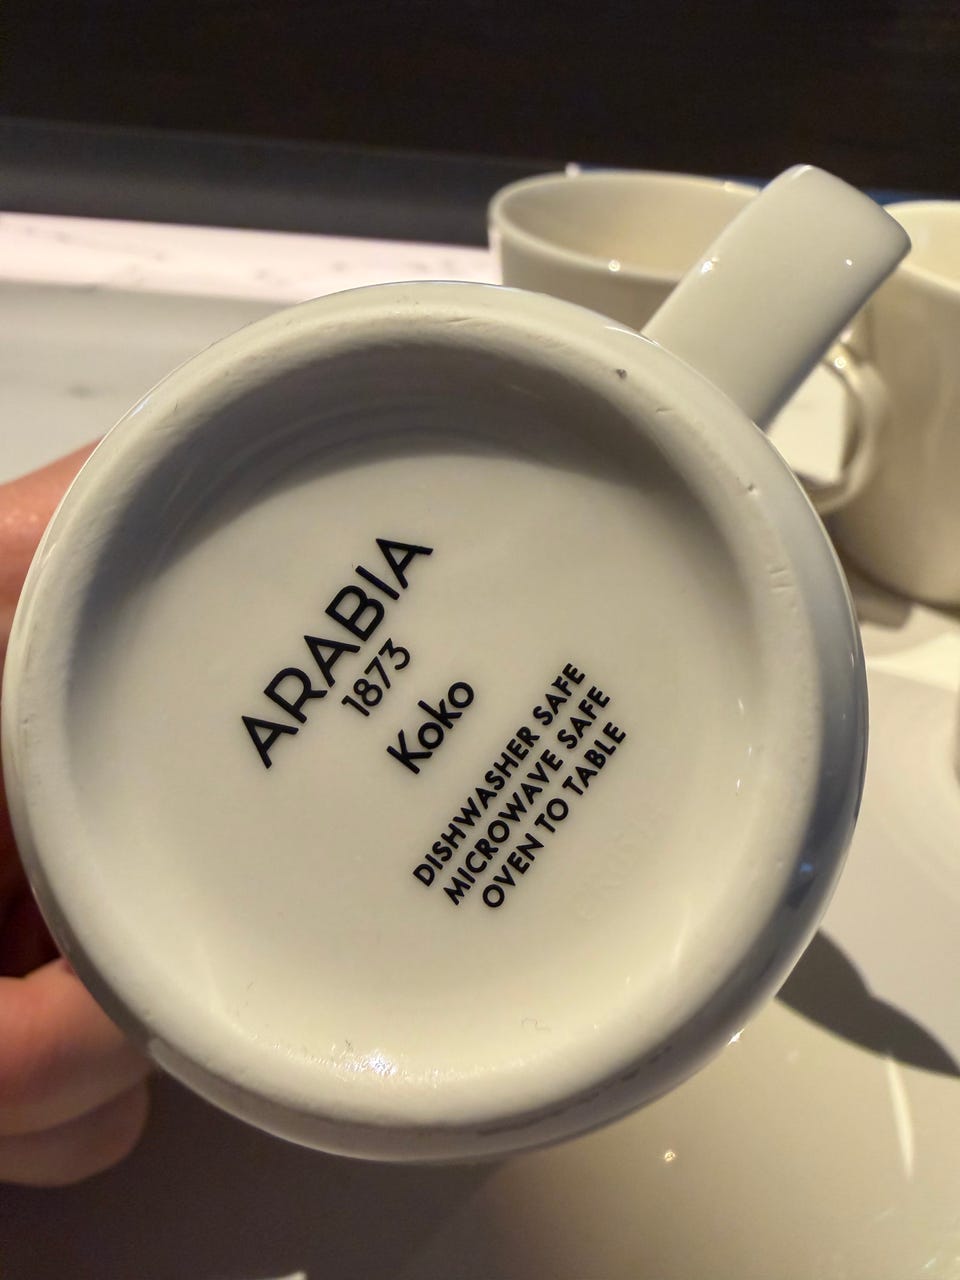 ARABIA
1873
Koko
DISHWASHER SAFE
MICROWAVE SAFE
OVEN TO TABLE